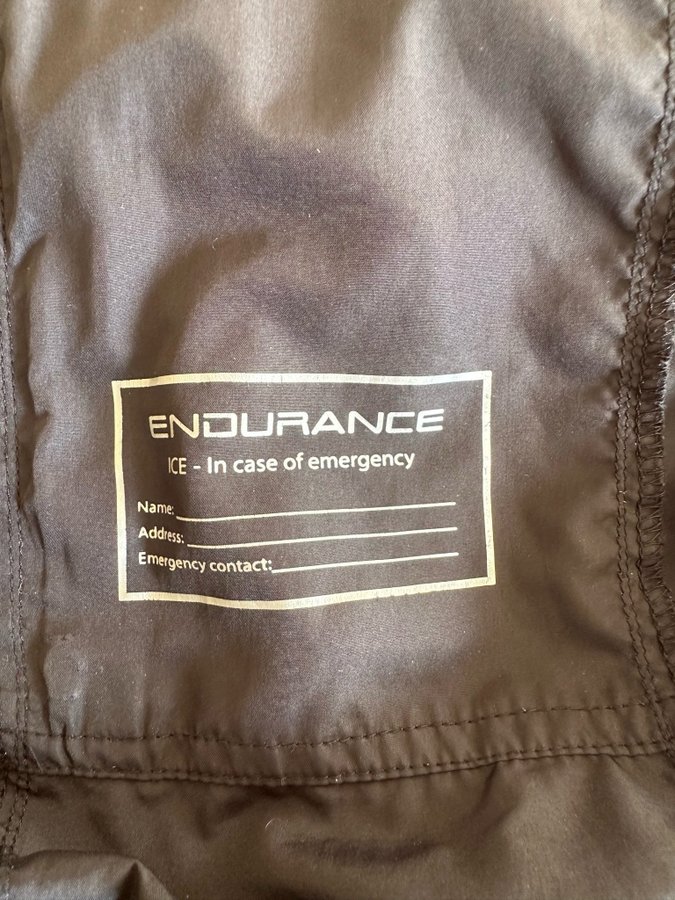 ENDURANCE
ICE - In case of emergency
Name:
Address:
Emergency contact: